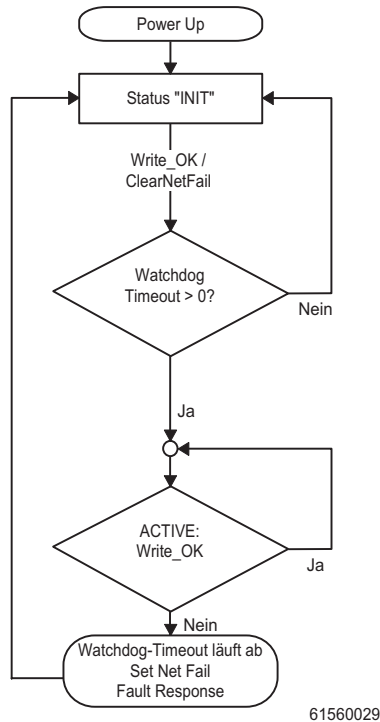 Power Up
Status "INIT"
Write_OK /
ClearNetFail
Watchdog
Timeout > 0?
Nein
Ja
ACTIVE:
Write_OK
Ja
Nein
Watchdog-Timeout läuft ab
Set Net Fail
Fault Response
61560029